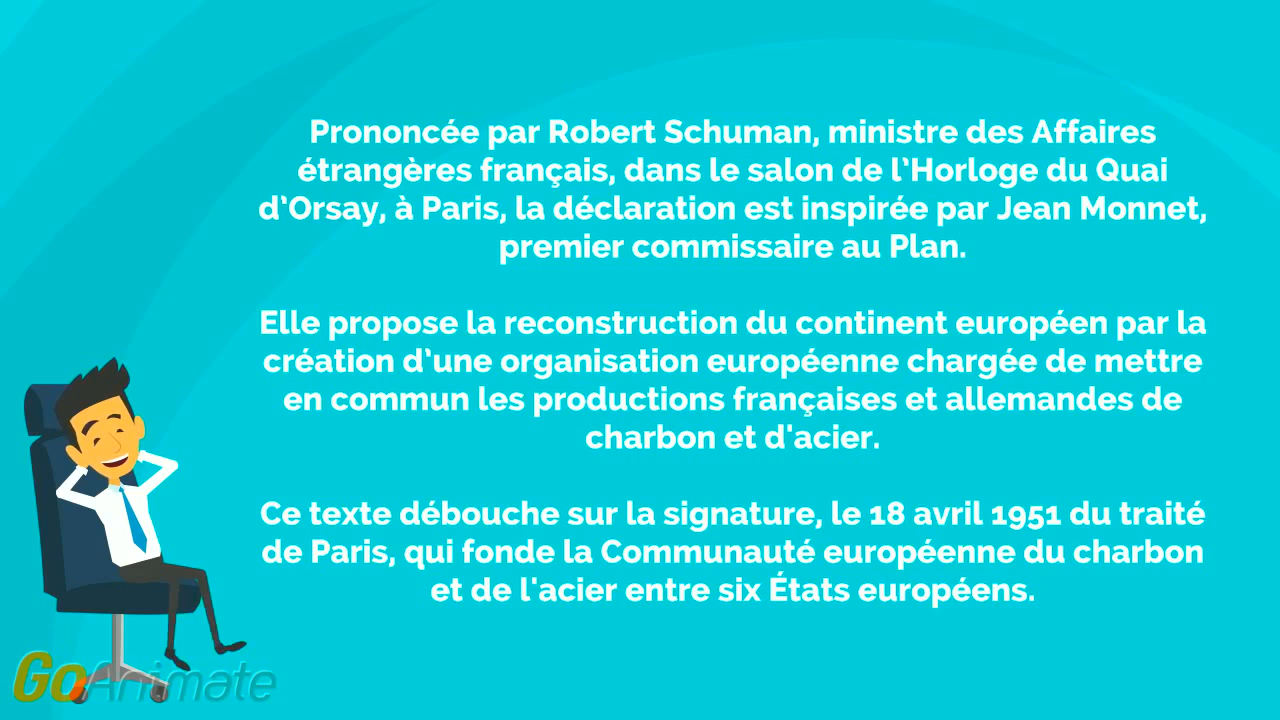 Prononcée par Robert Schuman, ministre des Affaires
étrangères français, dans le salon de l’Horloge du Quai
d’Orsay, à Paris, la déclaration est inspirée par Jean Monnet,
premier commissaire au Plan.
Elle propose la reconstruction du continent européen par la
création d’une organisation européenne chargée de mettre
en commun les productions françaises et allemandes de
charbon et d'acier.
Ce texte débouche sur la signature, le 18 avril 1951 du traité
de Paris, qui fonde la Communauté européenne du charbon
et de l'acier entre six États européens.
GoAnimate